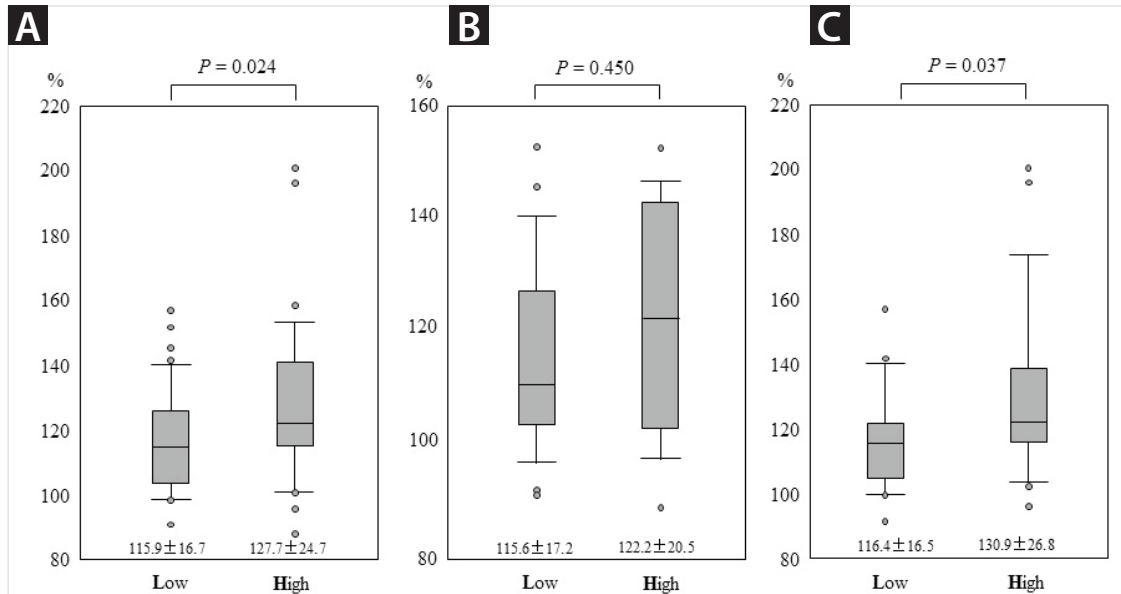 A
B
C
P = 0.024
P = 0.450
P = 0.037
%
220
200
180
160
140
120
100
80
115.9±16.7
127.7±24.7
Low
High
%
160
140
120
100
80
115.6±17.2
122.2±20.5
Low
High
%
220
200
180
160
140
120
100
80
116.4±16.5
130.9±26.8
Low
High